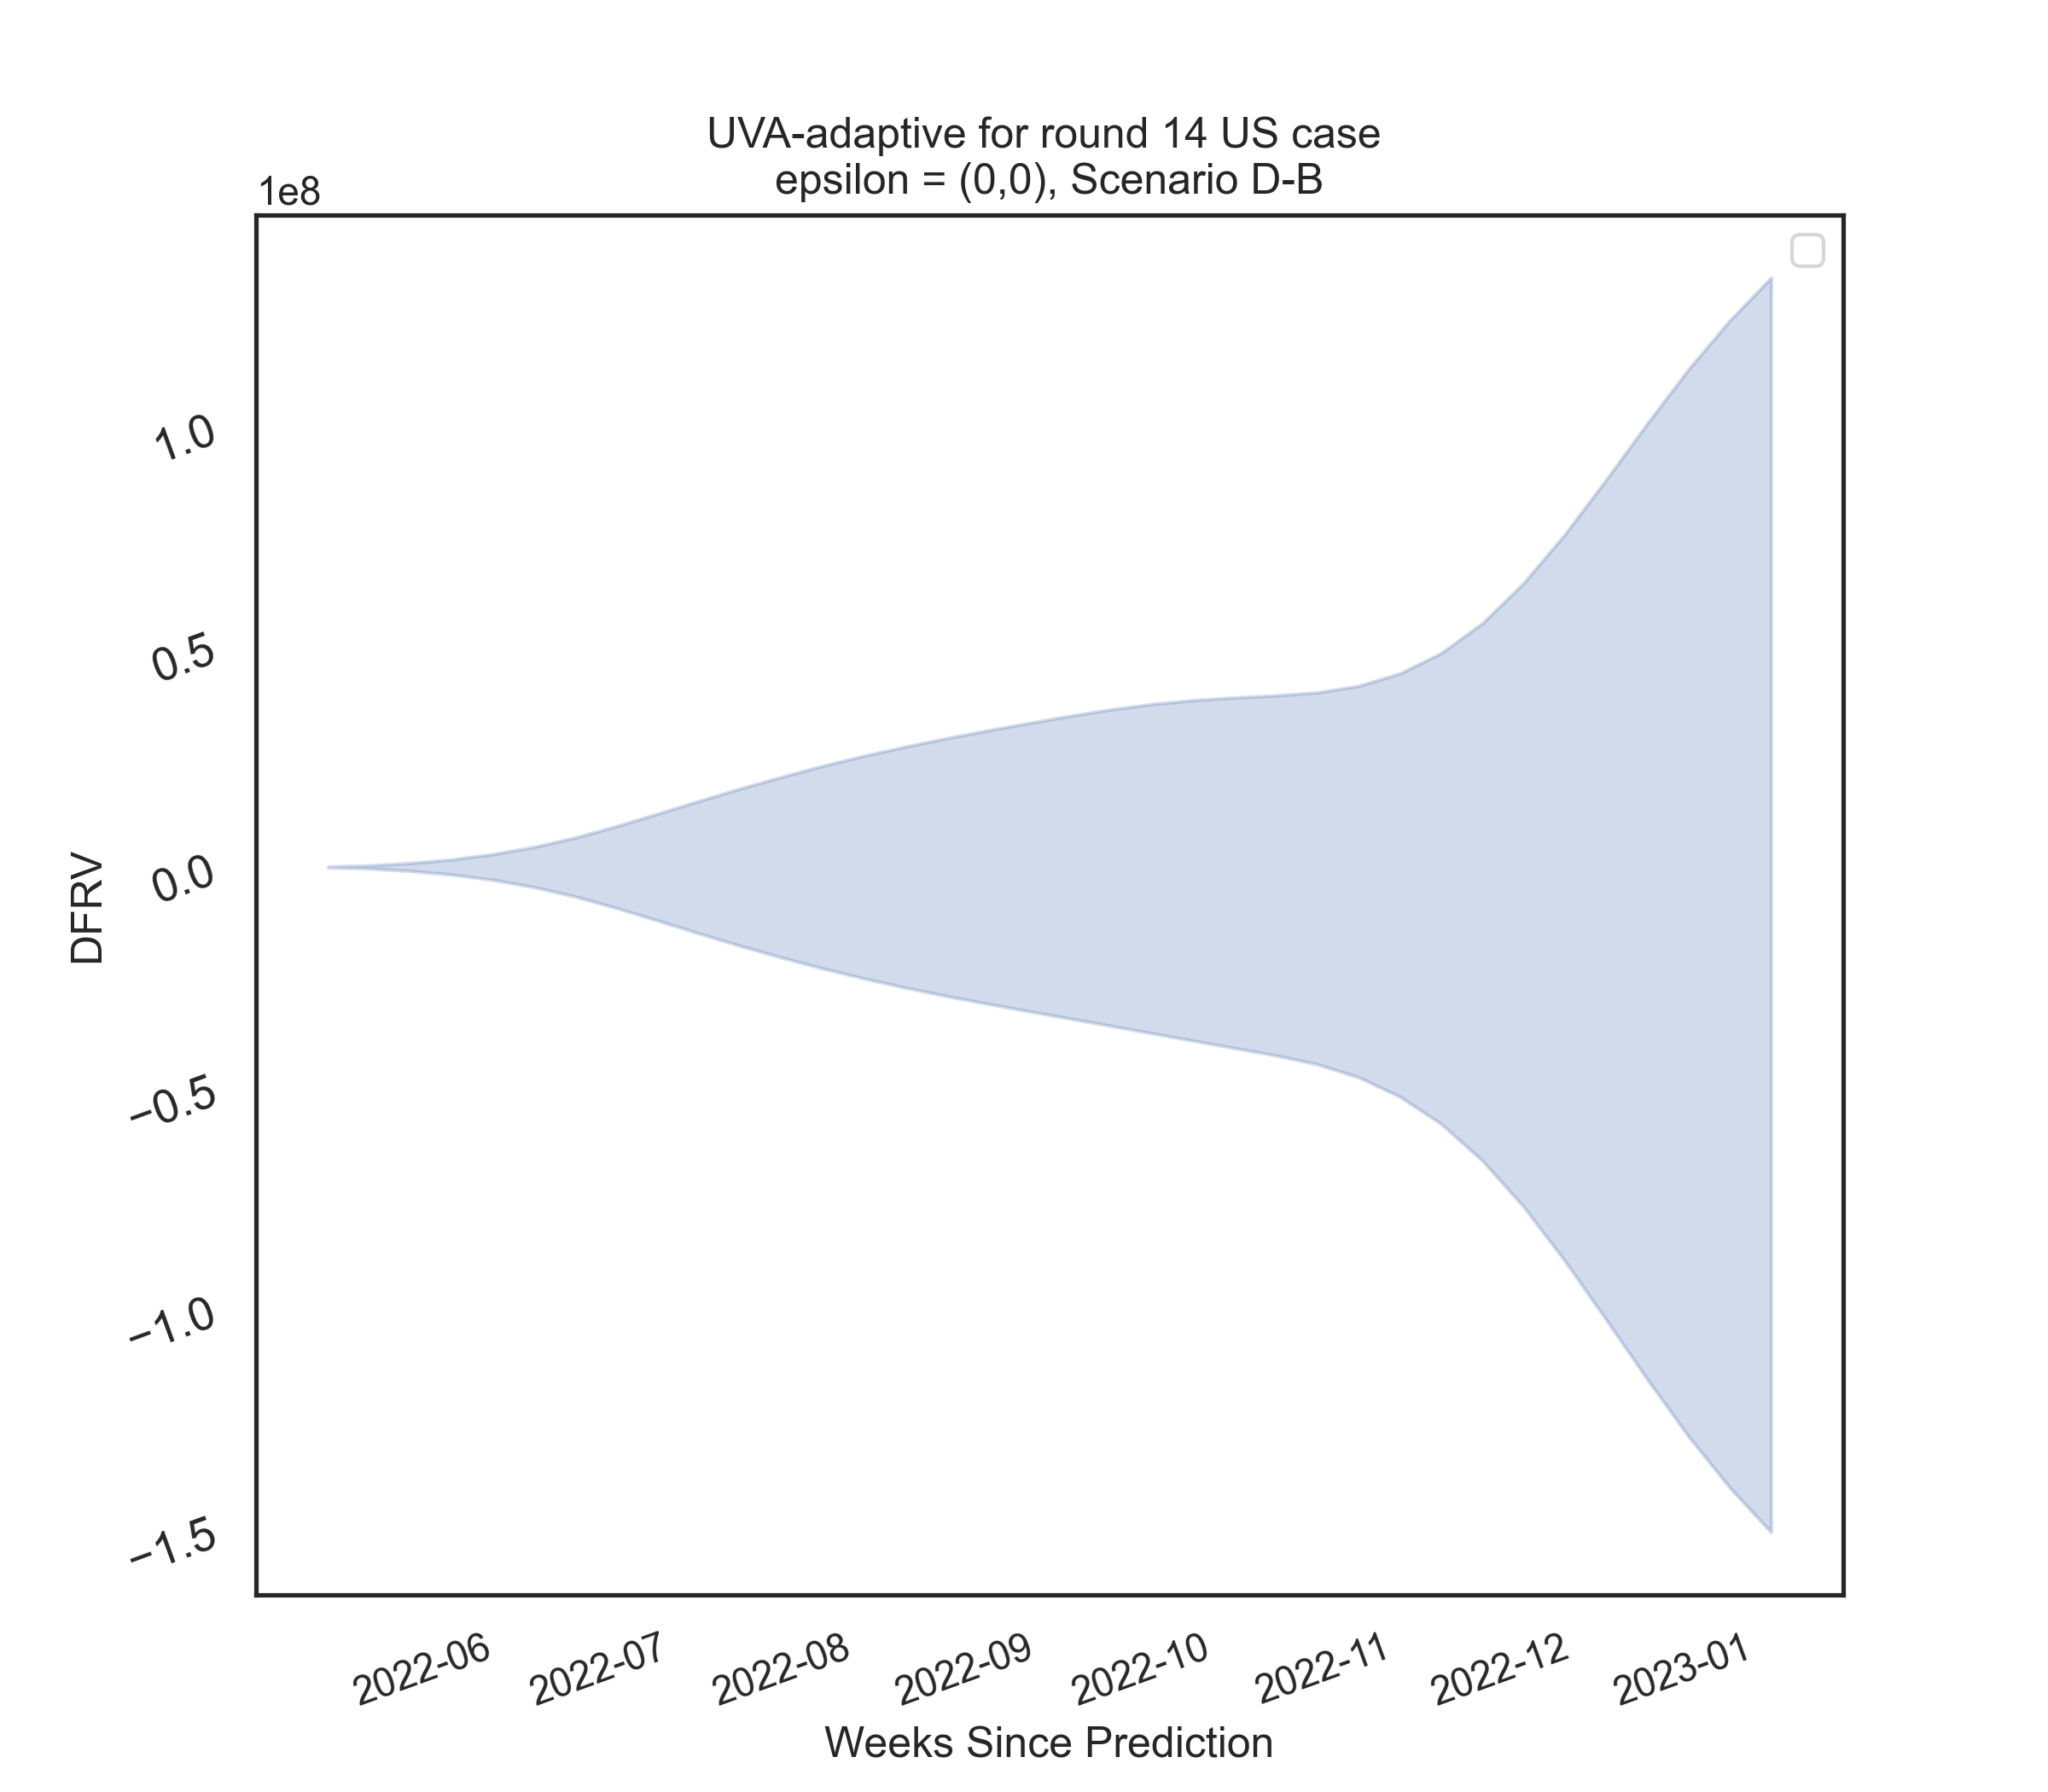 UVA-adaptive for round 14 US case
epsilon = (0,0), Scenario D-B
1e8
1.0
0.5
0.0
−0.5
−1.0
−1.5
DFRV
2022-06
2022-07
2022-08
2022-09
2022-10
2022-11
2022-12
2023-01
Weeks Since Prediction